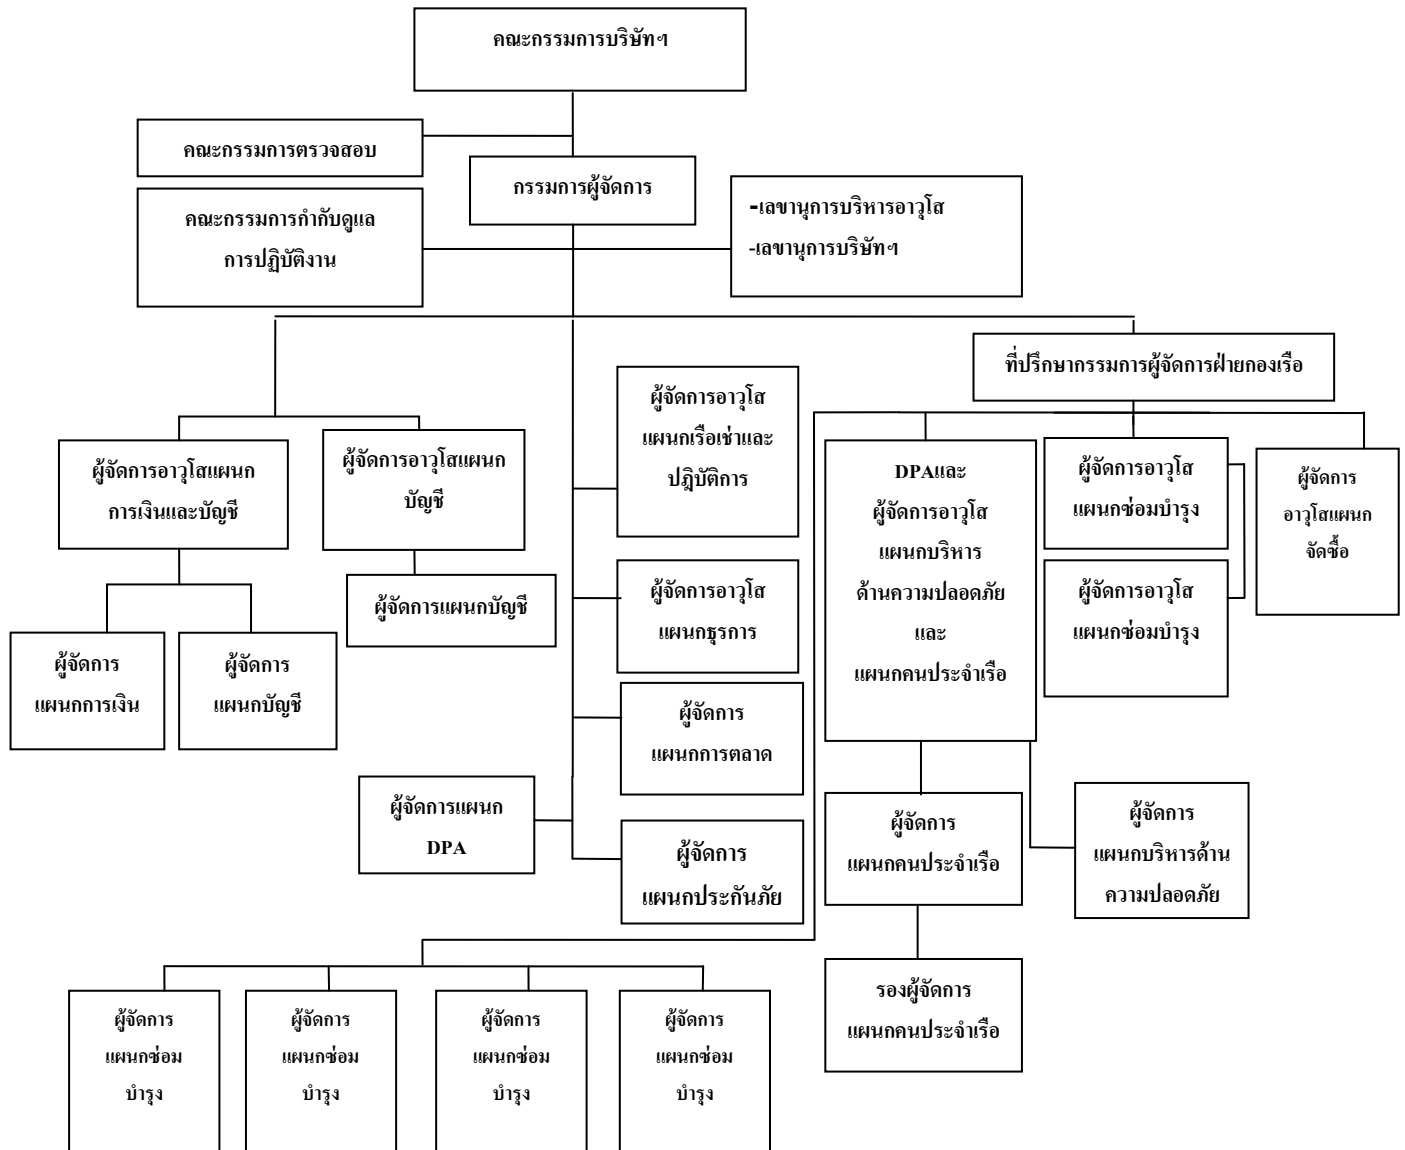 คณะกรรมการบริษัทฯ
คณะกรรมการตรวจสอบ
กรรมการผู้จัดการ
คณะกรรมการกำกับดูแล
การปฏิบัติงาน
-เลขานุการบริหารอาวุโส
-เลขานุการบริษัทฯ
ที่ปรึกษากรรมการผู้จัดการฝ่ายกองเรือ
ผู้จัดการอาวุโสแผนก
การเงินและบัญชี
ผู้จัดการอาวุโสแผนก
บัญชี
ผู้จัดการอาวุโส
แผนกเรือเช่าและ
ปฎิบัติการ
DPAและ
ผู้จัดการอาวุโส
แผนกบริหาร
ด้านความปลอดภัย
และ
แผนกคนประจำเรือ
ผู้จัดการอาวุโส
แผนกซ่อมบำรุง
ผู้จัดการ
อาวุโสแผนก
จัดซื้อ
ผู้จัดการแผนกบัญชี
ผู้จัดการอาวุโส
แผนกธุรการ
ผู้จัดการอาวุโส
แผนกซ่อมบำรุง
ผู้จัดการ
แผนกการเงิน
ผู้จัดการ
แผนกบัญชี
ผู้จัดการ
แผนกการตลาด
ผู้จัดการแผนก
DPA
ผู้จัดการ
แผนกประกันภัย
ผู้จัดการ
แผนกคนประจำเรือ
ผู้จัดการ
แผนกบริหารด้าน
ความปลอดภัย
รองผู้จัดการ
แผนกคนประจำเรือ
ผู้จัดการ
แผนกซ่อม
บำรุง
ผู้จัดการ
แผนกซ่อม
บำรุง
ผู้จัดการ
แผนกซ่อม
บำรุง
ผู้จัดการ
แผนกซ่อม
บำรุง